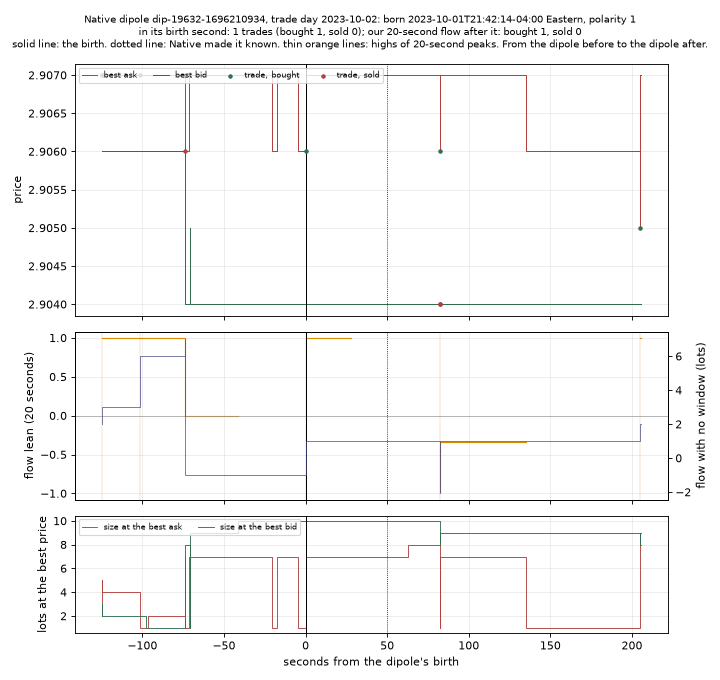 Native dipole dip-19632-1696210934, trade day 2023-10-02: born 2023-10-01T21:42:14-04:00 Eastern, polarity 1
in its birth second: 1 trades (bought 1, sold 0); our 20-second flow after it: bought 1, sold 0
solid line: the birth. dotted line: Native made it known. thin orange lines: highs of 20-second peaks. From the dipole before to the dipole after.
best ask
best bid
trade, bought
trade, sold
2.9070
2.9065
2.9060
2.9055
2.9050
2.9045
2.9040
price
1.0
0.5
0.0
−0.5
−1.0
flow lean (20 seconds)
6
4
2
0
−2
flow with no window (lots)
size at the best ask
size at the best bid
10
8
6
4
2
lots at the best price
−100
−50
0
50
100
150
200
seconds from the dipole's birth